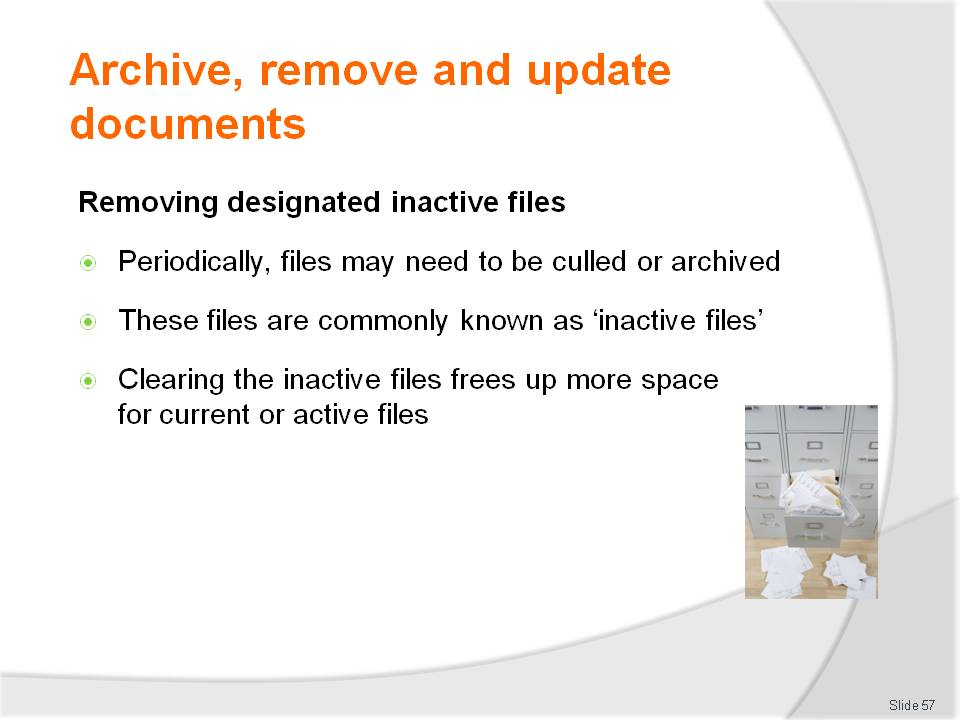 Archive, remove and update
documents
Removing designated inactive files
Periodically, files may need to be culled or archived
These files are commonly known as ‘inactive files’
Clearing the inactive files frees up more space
for current or active files
Slide 57